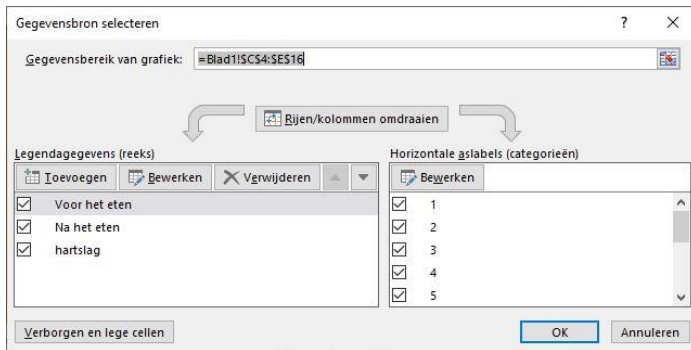 Gegevensbron selecteren ? ×
Gegevensbereik van grafiek: =Blad1!$C$4:$E$16
Rijen/kolommen omdraaien
Legendagegevens (reeks)
Toevoegen Bewerken Verwijderen
Voor het eten
Na het eten
hartslag
Horizontale aslabels (categorieën)
Bewerken
1
2
3
4
5
Verborgen en lege cellen
OK Annuleren